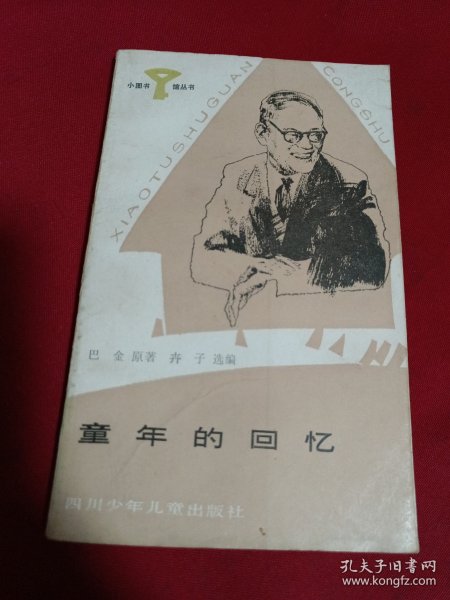 小图书 馆丛书
XIAOTUSHUGUAN CONGSHU
巴 金 原著 卉 子 选编
童年的回忆
四川少年儿童出版社
孔夫子旧书网
www.kongfz.com